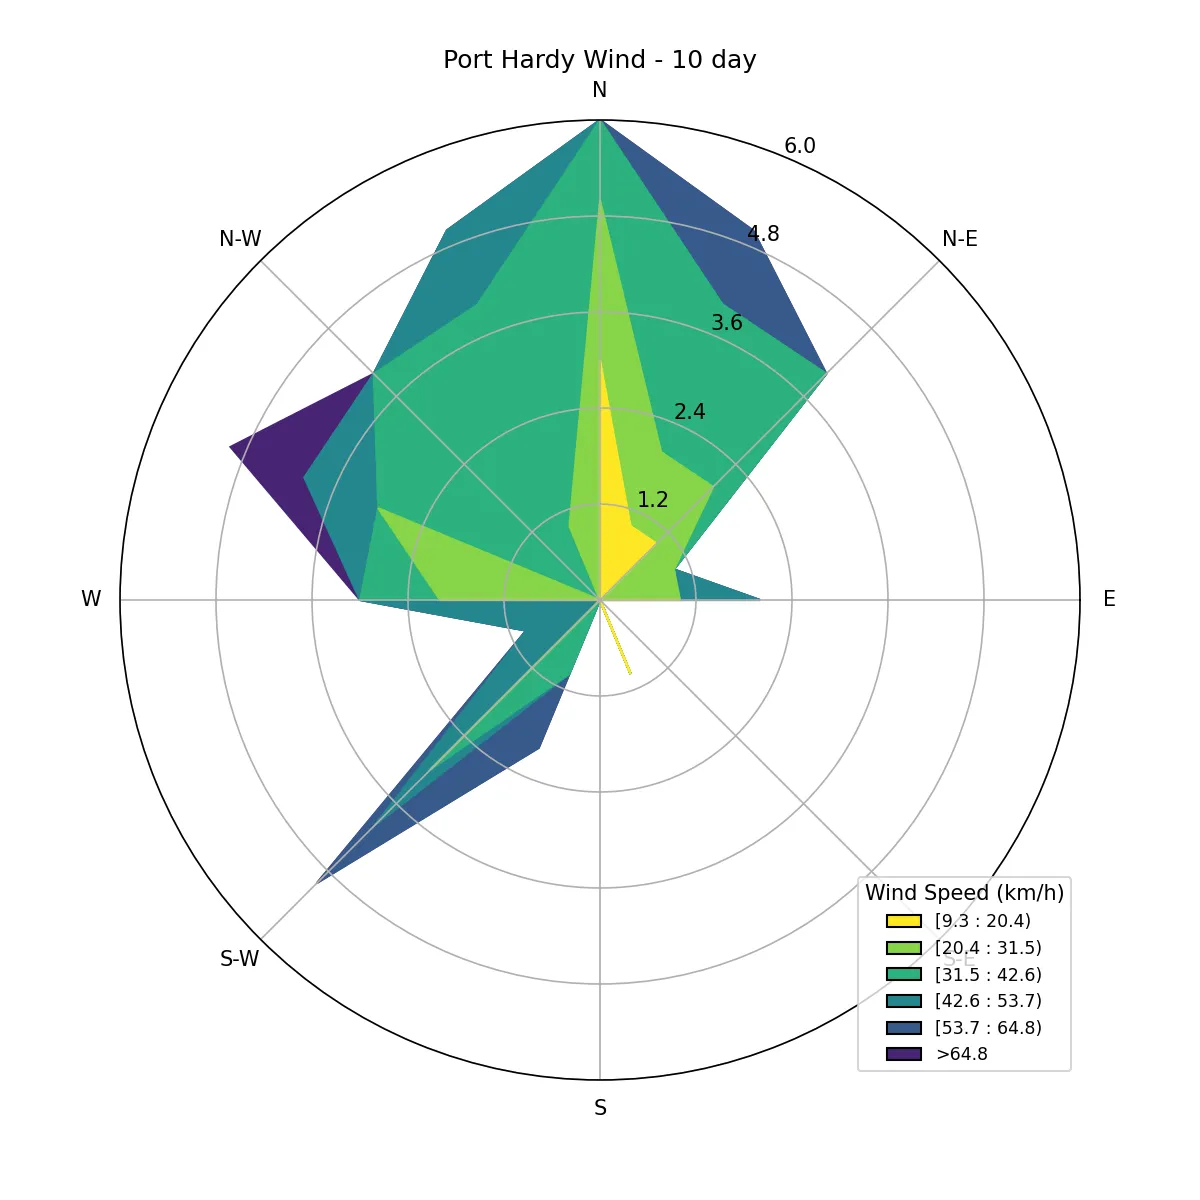 Port Hardy Wind - 10 day
N
6.0
4.8
N-W
N-E
3.6
2.4
1.2
W
E
S-W
S-E
S
Wind Speed (km/h)
[9.3 : 20.4)
[20.4 : 31.5)
[31.5 : 42.6)
[42.6 : 53.7)
[53.7 : 64.8)
>64.8